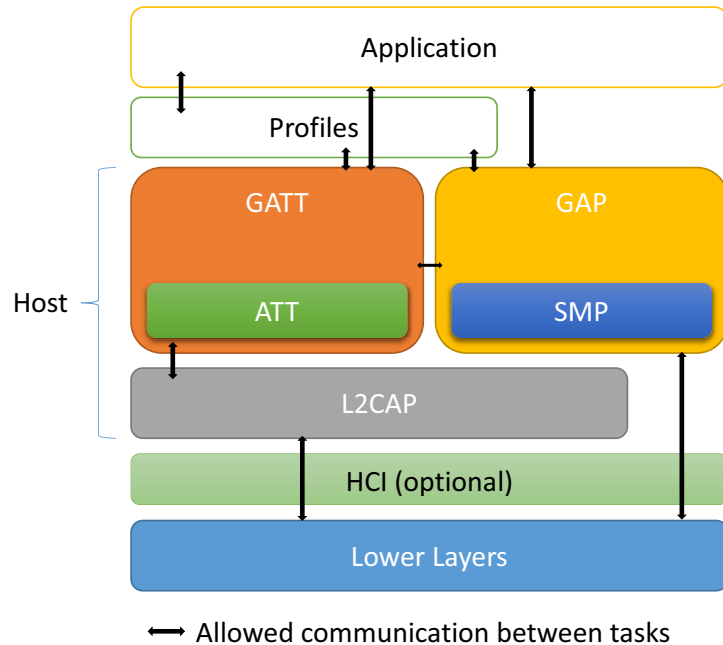 Application
Profiles
GATT
GAP
Host
ATT
SMP
L2CAP
HCI (optional)
Lower Layers
Allowed communication between tasks